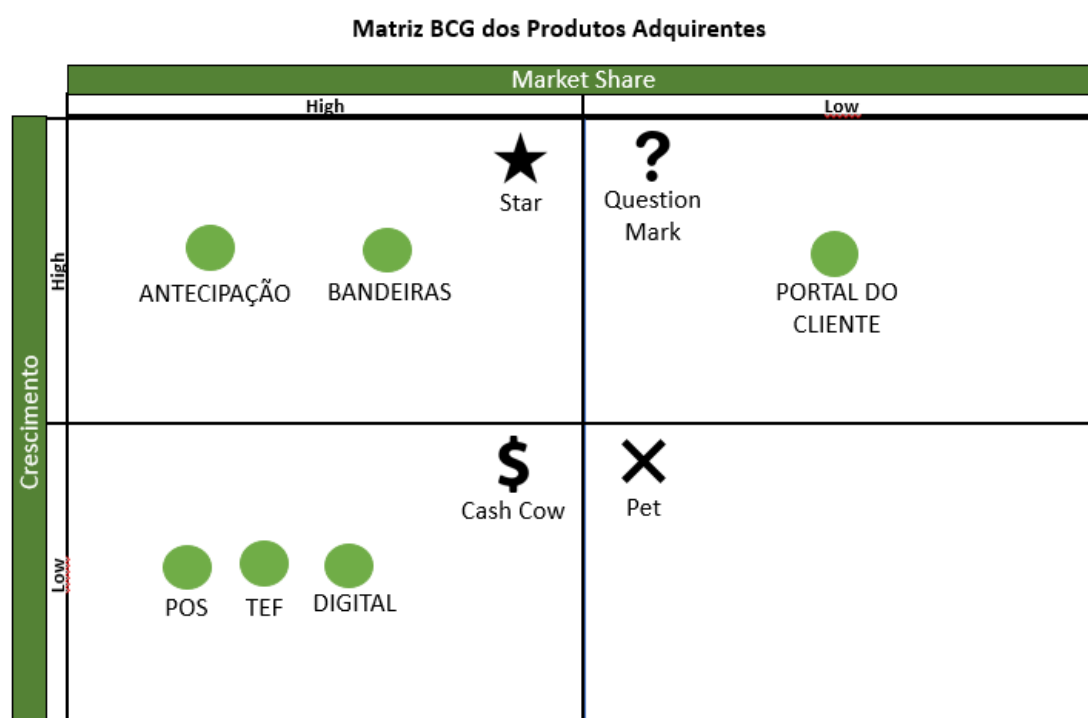 Matriz BCG dos Produtos Adquirentes
Market Share
High
Low
Crescimento
High
Star
?
Question
Mark
ANTECIPAÇÃO
BANDEIRAS
PORTAL DO
CLIENTE
Low
$
Cash Cow
Pet
POS
TEF
DIGITAL